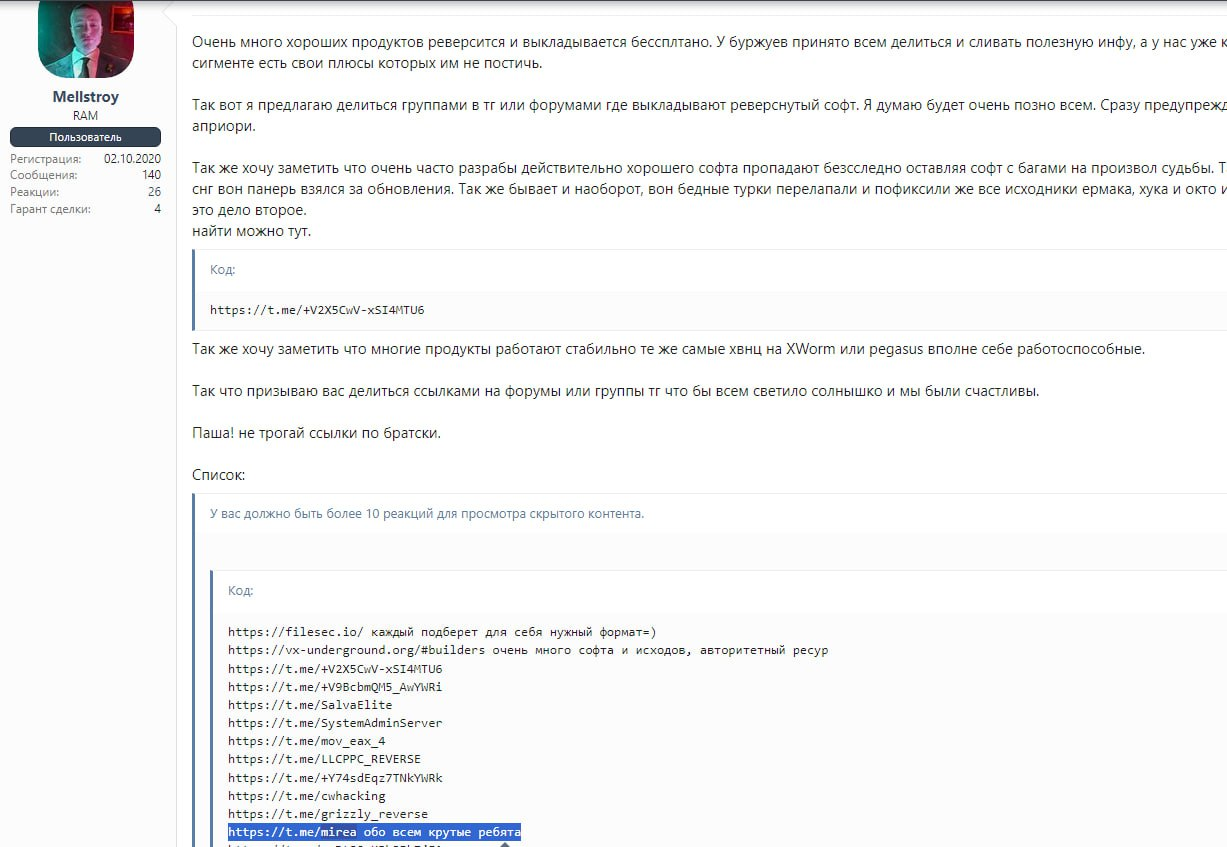 Mellstroy
RAM
Пользователь
Регистрация: 02.10.2020
Сообщения: 140
Реакции: 26
Гарант сделки: 4
Очень много хороших продуктов реверсится и выкладывается бессплтано. У буржуев принято всем делиться и сливать полезную инфу, а у нас уже
сигменте есть свои плюсы которых им не постичь.
Так вот я предлагаю делиться группами в тг или форумами где выкладывают реверснутый софт. Я думаю будет очень позно всем. Сразу
априори.
Так же хочу заметить что очень часто разрабы действительно хорошего софта пропадают безсследно оставляя софт с багами на произвол судьбы.
снг вон панерь взялся за обновления. Так же бывает и наоборот, вон бедные турки перелапали и пофиксили же все исходники ермака, хука и окто
это дело второе.
найти можно тут.
Код:
https://t.me/+V2X5CwV-xSI4MTU6
Так же хочу заметить что многие продукты работают стабильно те же самые хвнц на XWorm или pegasus вполне себе работоспособные.
Так что призываю вас делиться ссылками на форумы или группы тг что бы всем светило солнышко и мы были счастливы.
Паша! не трогай ссылки по братски.
Список:
У вас должно быть более 10 реакций для просмотра скрытого контента.
Код:
https://filesec.io/ каждый подберет для себя нужный формат=)
https://vx-underground.org/#builders очень много софта и исходов, авторитетный ресур
https://t.me/+V2X5CwV-xSI4MTU6
https://t.me/+V9BcbmQM5_AwYWRi
https://t.me/SalvaElite
https://t.me/SystemAdminServer
https://t.me/mov_eax_4
https://t.me/LLCPPC_REVERSE
https://t.me/+Y74sdEqz7TNkYWRk
https://t.me/cwhacking
https://t.me/grizzly_reverse
https://t.me/mirea обо всем крутые ребята